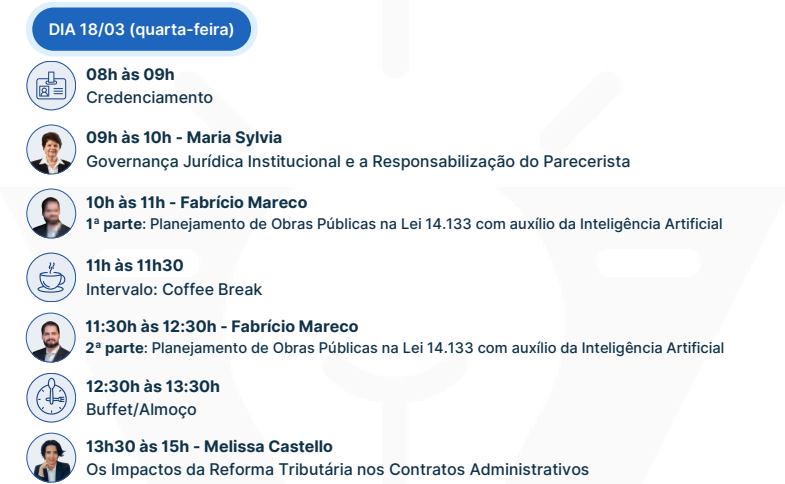 DIA 18/03 (quarta-feira)
08h às 09h
Credenciamento
09h às 10h - Maria Sylvia
Governança Jurídica Institucional e a Responsabilização do Parecerista
10h às 11h - Fabrício Mareco
1ª parte: Planejamento de Obras Públicas na Lei 14.133 com auxílio da Inteligência Artificial
11h às 11h30
Intervalo: Coffee Break
11:30h às 12:30h - Fabrício Mareco
2ª parte: Planejamento de Obras Públicas na Lei 14.133 com auxílio da Inteligência Artificial
12:30h às 13:30h
Buffet/Almoço
13h30 às 15h - Melissa Castello
Os Impactos da Reforma Tributária nos Contratos Administrativos